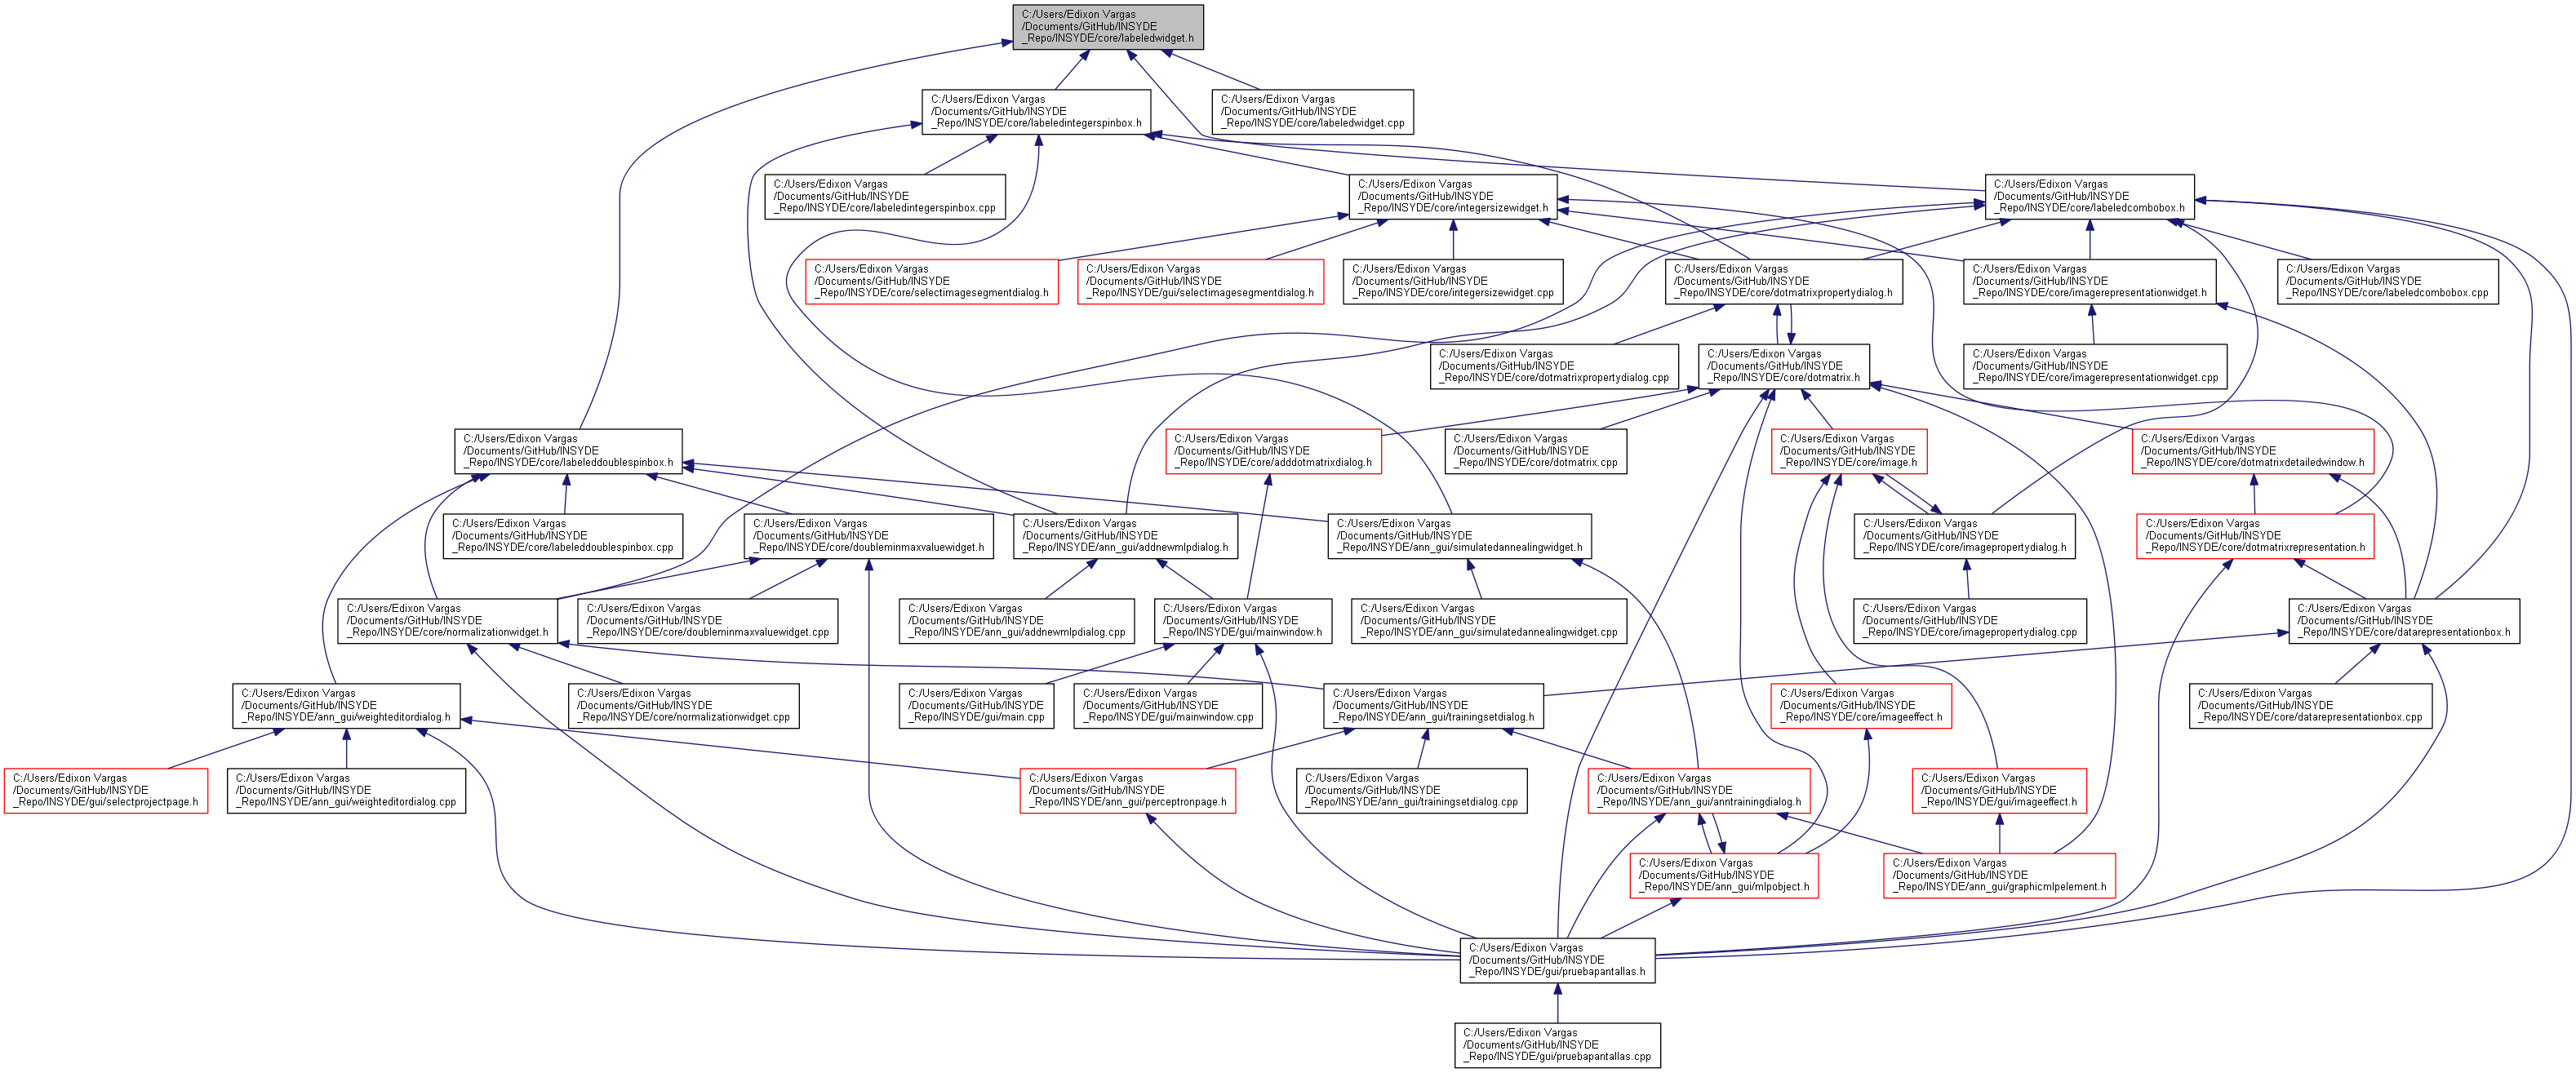 C:/Users/Edixon Vargas
/Documents/GitHub/INSYDE
_Repo/INSYDE/core/labeledwidget.h
C:/Users/Edixon Vargas
/Documents/GitHub/INSYDE
_Repo/INSYDE/core/labeledintegerspinbox.h
C:/Users/Edixon Vargas
/Documents/GitHub/INSYDE
_Repo/INSYDE/core/labeledwidget.cpp
C:/Users/Edixon Vargas
/Documents/GitHub/INSYDE
_Repo/INSYDE/core/labeledintegerspinbox.cpp
C:/Users/Edixon Vargas
/Documents/GitHub/INSYDE
_Repo/INSYDE/core/integersizewidget.h
C:/Users/Edixon Vargas
/Documents/GitHub/INSYDE
_Repo/INSYDE/core/labeledcombobox.h
C:/Users/Edixon Vargas
/Documents/GitHub/INSYDE
_Repo/INSYDE/core/selectimagesegmentdialog.h
C:/Users/Edixon Vargas
/Documents/GitHub/INSYDE
_Repo/INSYDE/gui/selectimagesegmentdialog.h
C:/Users/Edixon Vargas
/Documents/GitHub/INSYDE
_Repo/INSYDE/core/integersizewidget.cpp
C:/Users/Edixon Vargas
/Documents/GitHub/INSYDE
_Repo/INSYDE/core/dotmatrixpropertydialog.h
C:/Users/Edixon Vargas
/Documents/GitHub/INSYDE
_Repo/INSYDE/core/imagerepresentationwidget.h
C:/Users/Edixon Vargas
/Documents/GitHub/INSYDE
_Repo/INSYDE/core/labeledcombobox.cpp
C:/Users/Edixon Vargas
/Documents/GitHub/INSYDE
_Repo/INSYDE/core/dotmatrixpropertydialog.cpp
C:/Users/Edixon Vargas
/Documents/GitHub/INSYDE
_Repo/INSYDE/core/dotmatrix.h
C:/Users/Edixon Vargas
/Documents/GitHub/INSYDE
_Repo/INSYDE/core/imagerepresentationwidget.cpp
C:/Users/Edixon Vargas
/Documents/GitHub/INSYDE
_Repo/INSYDE/core/labeleddoublespinbox.h
C:/Users/Edixon Vargas
/Documents/GitHub/INSYDE
_Repo/INSYDE/core/adddotmatrixdialog.h
C:/Users/Edixon Vargas
/Documents/GitHub/INSYDE
_Repo/INSYDE/core/dotmatrix.cpp
C:/Users/Edixon Vargas
/Documents/GitHub/INSYDE
_Repo/INSYDE/core/image.h
C:/Users/Edixon Vargas
/Documents/GitHub/INSYDE
_Repo/INSYDE/core/dotmatrixdetailedwindow.h
C:/Users/Edixon Vargas
/Documents/GitHub/INSYDE
_Repo/INSYDE/core/labeleddoublespinbox.cpp
C:/Users/Edixon Vargas
/Documents/GitHub/INSYDE
_Repo/INSYDE/core/doubleminmaxvaluewidget.h
C:/Users/Edixon Vargas
/Documents/GitHub/INSYDE
_Repo/INSYDE/ann_gui/addnewmlpdialog.h
C:/Users/Edixon Vargas
/Documents/GitHub/INSYDE
_Repo/INSYDE/ann_gui/simulatedannealingwidget.h
C:/Users/Edixon Vargas
/Documents/GitHub/INSYDE
_Repo/INSYDE/core/imagepropertydialog.h
C:/Users/Edixon Vargas
/Documents/GitHub/INSYDE
_Repo/INSYDE/core/dotmatrixrepresentation.h
C:/Users/Edixon Vargas
/Documents/GitHub/INSYDE
_Repo/INSYDE/core/normalizationwidget.h
C:/Users/Edixon Vargas
/Documents/GitHub/INSYDE
_Repo/INSYDE/core/doubleminmaxvaluewidget.cpp
C:/Users/Edixon Vargas
/Documents/GitHub/INSYDE
_Repo/INSYDE/ann_gui/addnewmlpdialog.cpp
C:/Users/Edixon Vargas
/Documents/GitHub/INSYDE
_Repo/INSYDE/gui/mainwindow.h
C:/Users/Edixon Vargas
/Documents/GitHub/INSYDE
_Repo/INSYDE/ann_gui/simulatedannealingwidget.cpp
C:/Users/Edixon Vargas
/Documents/GitHub/INSYDE
_Repo/INSYDE/core/imagepropertydialog.cpp
C:/Users/Edixon Vargas
/Documents/GitHub/INSYDE
_Repo/INSYDE/core/datarepresentationbox.h
C:/Users/Edixon Vargas
/Documents/GitHub/INSYDE
_Repo/INSYDE/ann_gui/weighteditordialog.h
C:/Users/Edixon Vargas
/Documents/GitHub/INSYDE
_Repo/INSYDE/core/normalizationwidget.cpp
C:/Users/Edixon Vargas
/Documents/GitHub/INSYDE
_Repo/INSYDE/gui/main.cpp
C:/Users/Edixon Vargas
/Documents/GitHub/INSYDE
_Repo/INSYDE/gui/mainwindow.cpp
C:/Users/Edixon Vargas
/Documents/GitHub/INSYDE
_Repo/INSYDE/ann_gui/trainingsetdialog.h
C:/Users/Edixon Vargas
/Documents/GitHub/INSYDE
_Repo/INSYDE/core/imageeffect.h
C:/Users/Edixon Vargas
/Documents/GitHub/INSYDE
_Repo/INSYDE/core/datarepresentationbox.cpp
C:/Users/Edixon Vargas
/Documents/GitHub/INSYDE
_Repo/INSYDE/gui/selectprojectpage.h
C:/Users/Edixon Vargas
/Documents/GitHub/INSYDE
_Repo/INSYDE/ann_gui/weighteditordialog.cpp
C:/Users/Edixon Vargas
/Documents/GitHub/INSYDE
_Repo/INSYDE/ann_gui/perceptronpage.h
C:/Users/Edixon Vargas
/Documents/GitHub/INSYDE
_Repo/INSYDE/ann_gui/trainingsetdialog.cpp
C:/Users/Edixon Vargas
/Documents/GitHub/INSYDE
_Repo/INSYDE/ann_gui/anntrainingdialog.h
C:/Users/Edixon Vargas
/Documents/GitHub/INSYDE
_Repo/INSYDE/gui/imageeffect.h
C:/Users/Edixon Vargas
/Documents/GitHub/INSYDE
_Repo/INSYDE/ann_gui/mlpobject.h
C:/Users/Edixon Vargas
/Documents/GitHub/INSYDE
_Repo/INSYDE/ann_gui/graphicmlpelement.h
C:/Users/Edixon Vargas
/Documents/GitHub/INSYDE
_Repo/INSYDE/gui/pruebapantallas.h
C:/Users/Edixon Vargas
/Documents/GitHub/INSYDE
_Repo/INSYDE/gui/pruebapantallas.cpp